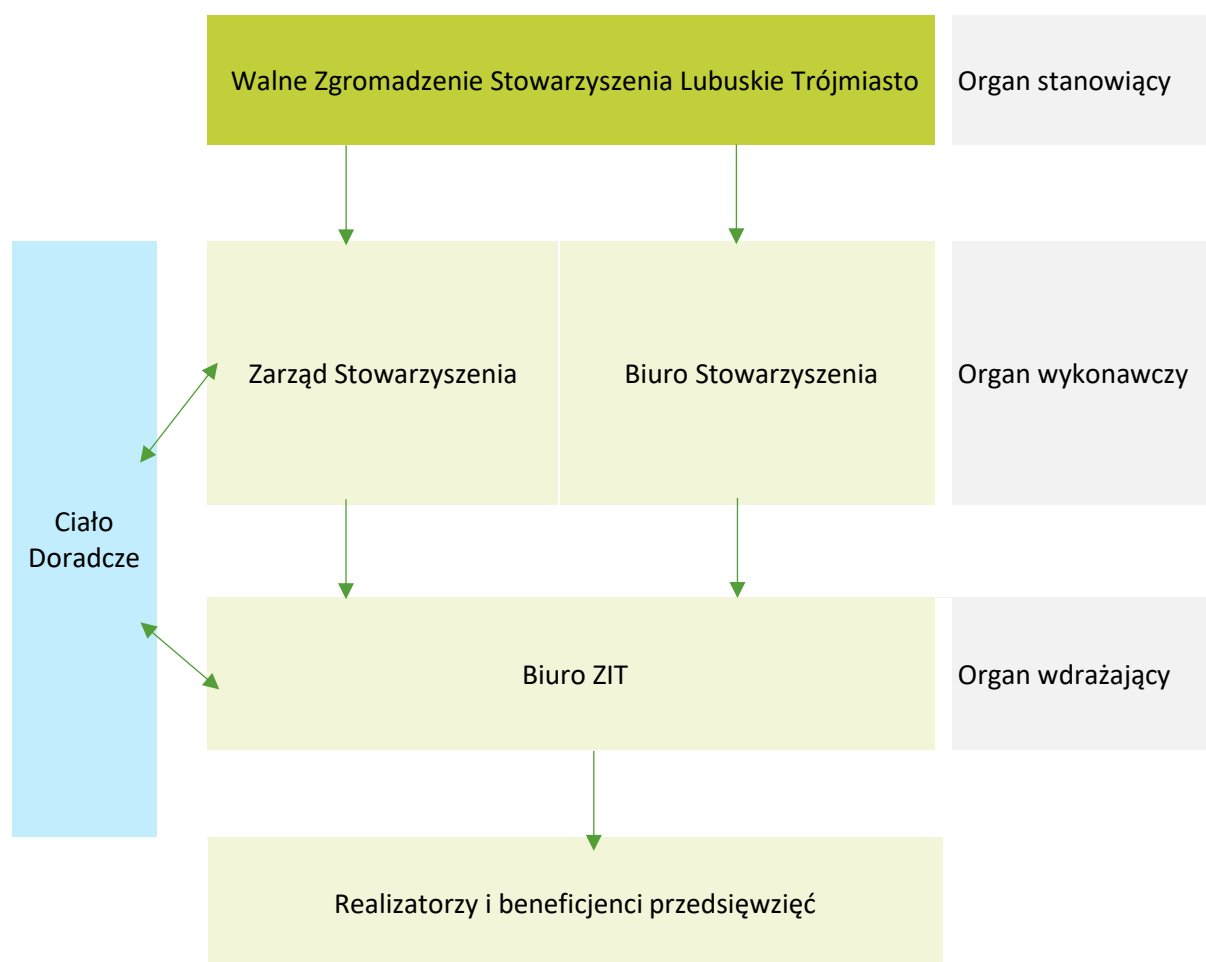 Walne Zgromadzenie Stowarzyszenia Lubuskie Trójmiasto
Organ stanowiący
Zarząd Stowarzyszenia
Biuro Stowarzyszenia
Organ wykonawczy
Ciało
Doradcze
Biuro ZIT
Organ wdrażający
Realizatorzy i beneficjenci przedsięwzięć